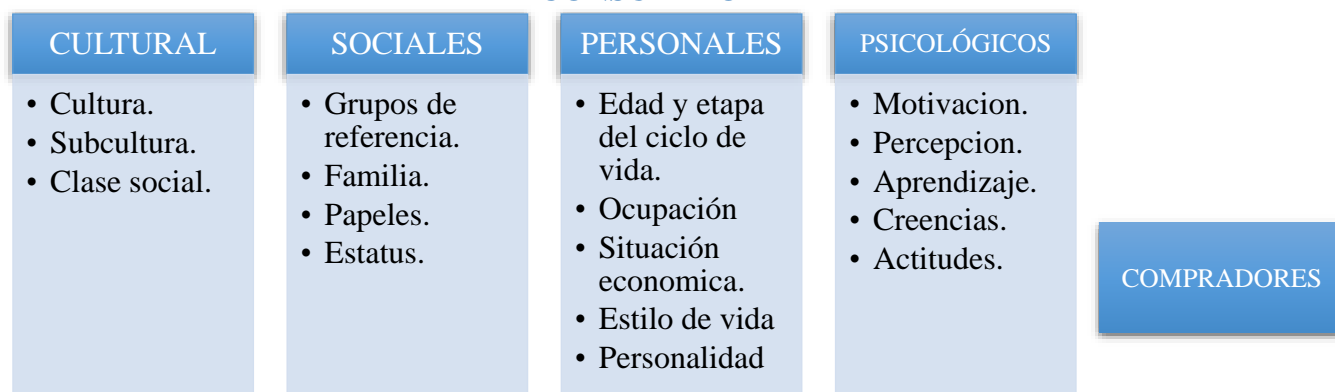 CULTURAL
• Cultura.
• Subcultura.
• Clase social.
SOCIALES
• Grupos de
referencia.
• Familia.
• Papeles.
• Estatus.
PERSONALES
• Edad y etapa
del ciclo de
vida.
• Ocupación
• Situación
economica.
• Estilo de vida
• Personalidad
PSICOLÓGICOS
• Motivacion.
• Percepcion.
• Aprendizaje.
• Creencias.
• Actitudes.
COMPRADORES